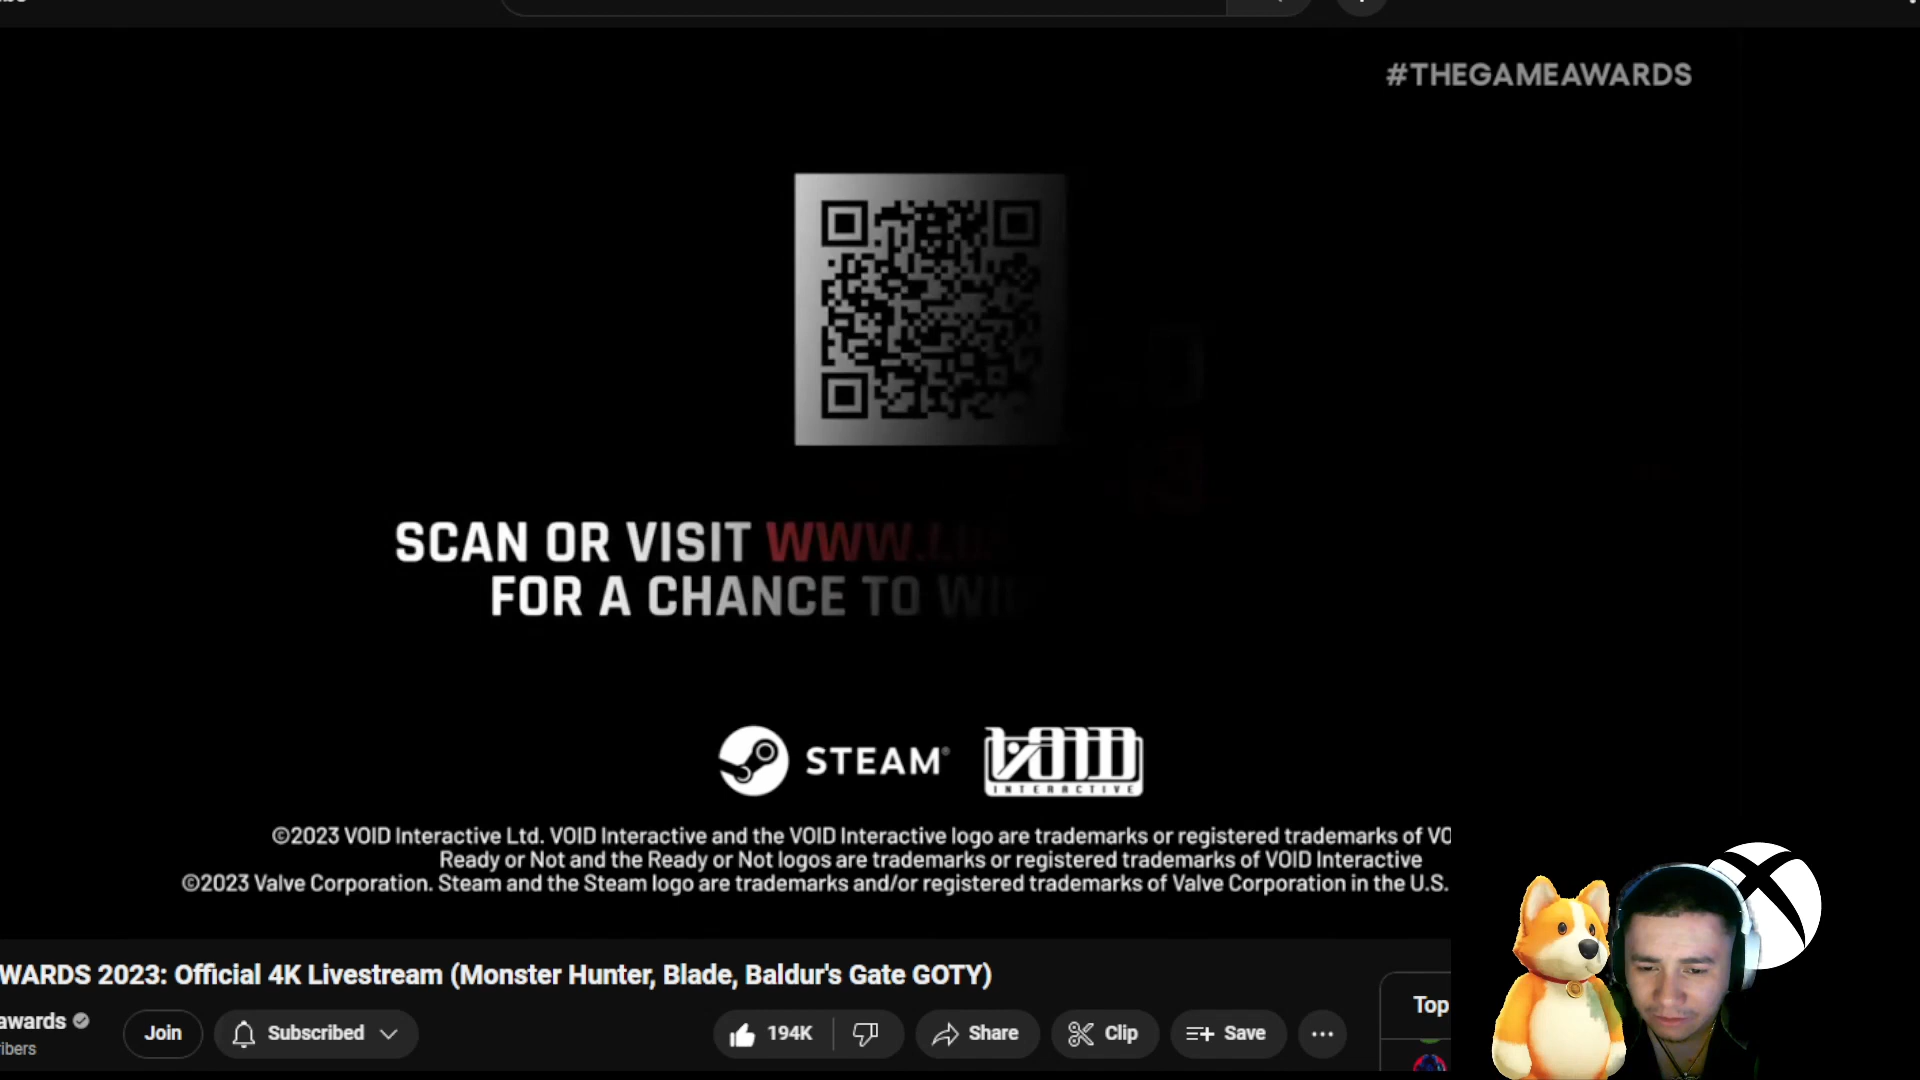 #THEGAMEAWARDS
SCAN OR VISIT WWW.
FOR A CHANCE TO
STEAM®
VOID
INTERACTIVE
©2023 VOID Interactive Ltd. VOID Interactive and the VOID Interactive logo are trademarks or registered trademarks of VO
Ready or Not and the Ready or Not logos are trademarks or registered trademarks of VOID Interactive
©2023 Valve Corporation. Steam and the Steam logo are trademarks and/or registered trademarks of Valve Corporation in the U.S.
WARDS 2023: Official 4K Livestream (Monster Hunter, Blade, Baldur's Gate GOTY)
awards
ibers
Join
Subscribed
194K
Share
Clip
Save
Top